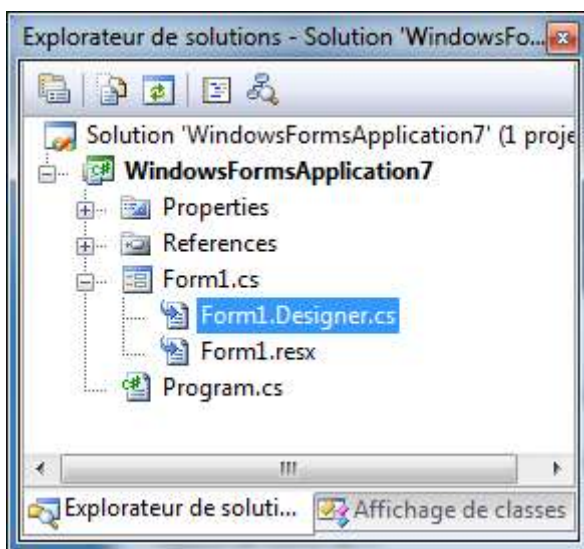 Explorateur de solutions - Solution 'WindowsFo...
Solution 'WindowsFormsApplication7' (1 proje
WindowsFormsApplication7
Properties
References
Form1.cs
Form1.Designer.cs
Form1.resx
Program.cs
Explorateur de soluti... Affichage de classes